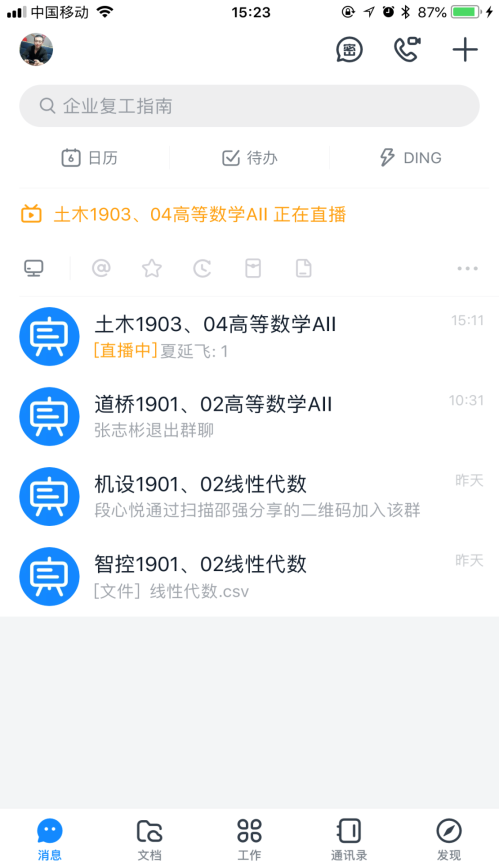 中国移动 15:23 87%
密
企业复工指南
6 日历 待办 DING
土木1903、04高等数学AII 正在直播
土木1903、04高等数学AII 15:11
[直播中]夏延飞: 1
道桥1901、02高等数学AII 10:31
张志彬退出群聊
机设1901、02线性代数 昨天
段心悦通过扫描邵强分享的二维码加入该群
智控1901、02线性代数 昨天
[文件] 线性代数.csv
消息 文档 工作 通讯录 发现